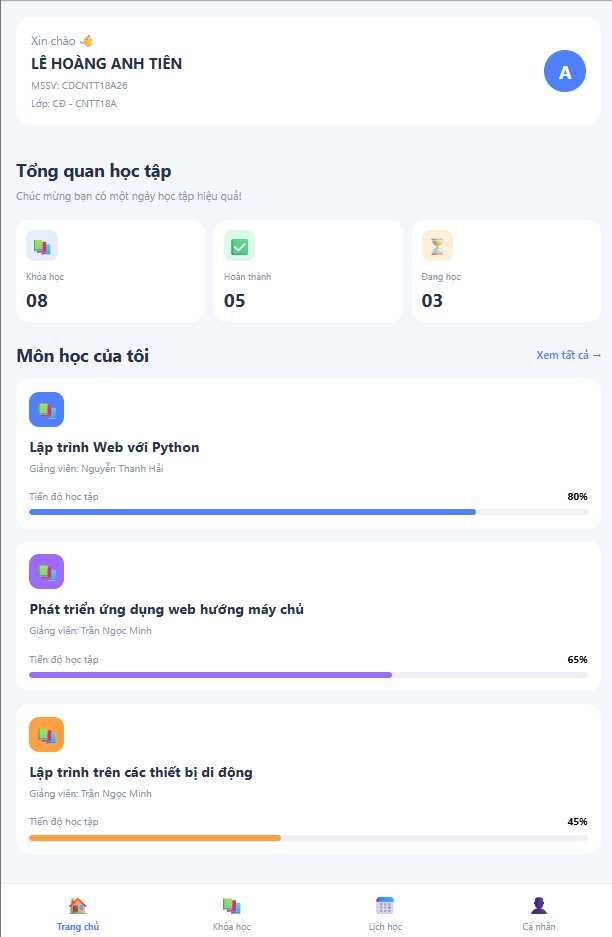 Xin chào 👋
LÊ HOÀNG ANH TIÊN
MSSV: CDCNTT18A26
Lớp: CĐ - CNTT18A
A
Tổng quan học tập
Chúc mừng bạn có một ngày học tập hiệu quả!
Khóa học
08
Hoàn thành
05
Đang học
03
Môn học của tôi
Xem tất cả →
Lập trình Web với Python
Giảng viên: Nguyễn Thanh Hải
Tiến độ học tập
80%
Phát triển ứng dụng web hướng máy chủ
Giảng viên: Trần Ngọc Minh
Tiến độ học tập
65%
Lập trình trên các thiết bị di động
Giảng viên: Trần Ngọc Minh
Tiến độ học tập
45%
Trang chủ
Khóa học
Lịch học
Cá nhân